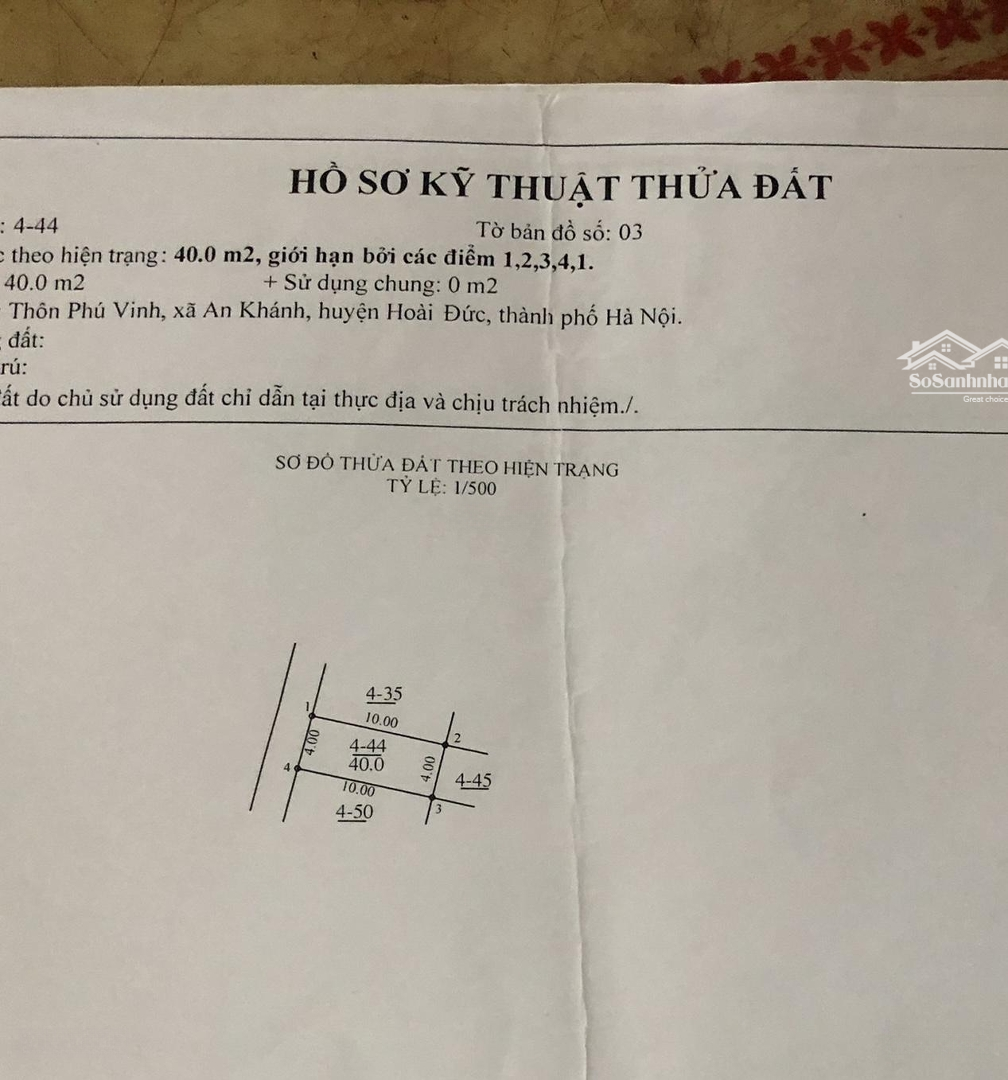 HỒ SƠ KỸ THUẬT THỬA ĐẤT
: 4-44 Tờ bản đồ số: 03
theo hiện trạng: 40.0 m2, giới hạn bởi các điểm 1,2,3,4,1.
40.0 m2 + Sử dụng chung: 0 m2
Thôn Phú Vinh, xã An Khánh, huyện Hoài Đức, thành phố Hà Nội.
đất:
rú:
ất do chủ sử dụng đất chỉ dẫn tại thực địa và chịu trách nhiệm./.
SoSanhnha
Great choice
SƠ ĐỒ THỬA ĐẤT THEO HIỆN TRẠNG
TỶ LỆ: 1/500
4-35
1
10.00
2
4.00
4-44
40.0
4.00
4
4-45
10.00
3
4-50